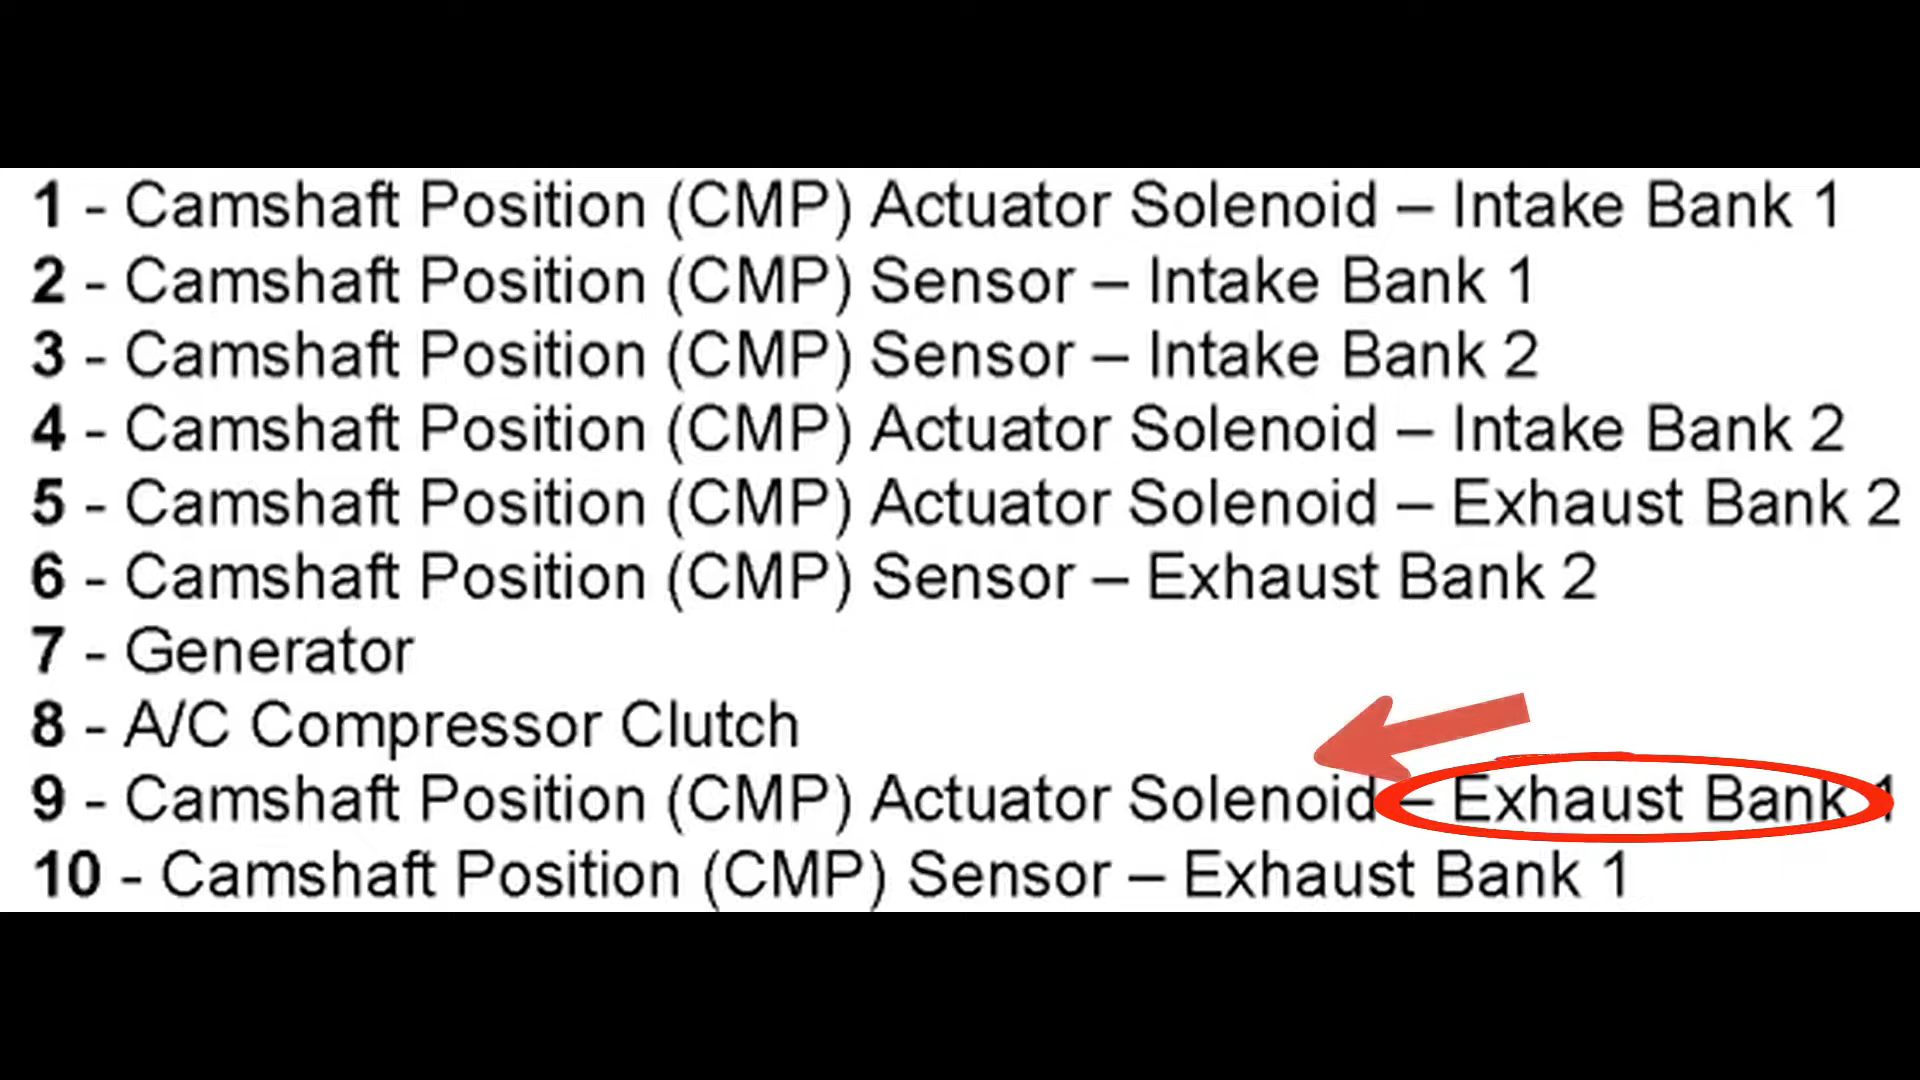 1 - Camshaft Position (CMP) Actuator Solenoid – Intake Bank 1
2 - Camshaft Position (CMP) Sensor – Intake Bank 1
3 - Camshaft Position (CMP) Sensor – Intake Bank 2
4 - Camshaft Position (CMP) Actuator Solenoid – Intake Bank 2
5 - Camshaft Position (CMP) Actuator Solenoid – Exhaust Bank 2
6 - Camshaft Position (CMP) Sensor – Exhaust Bank 2
7 - Generator
8 - A/C Compressor Clutch
9 - Camshaft Position (CMP) Actuator Solenoid – Exhaust Bank 1
10 - Camshaft Position (CMP) Sensor – Exhaust Bank 1